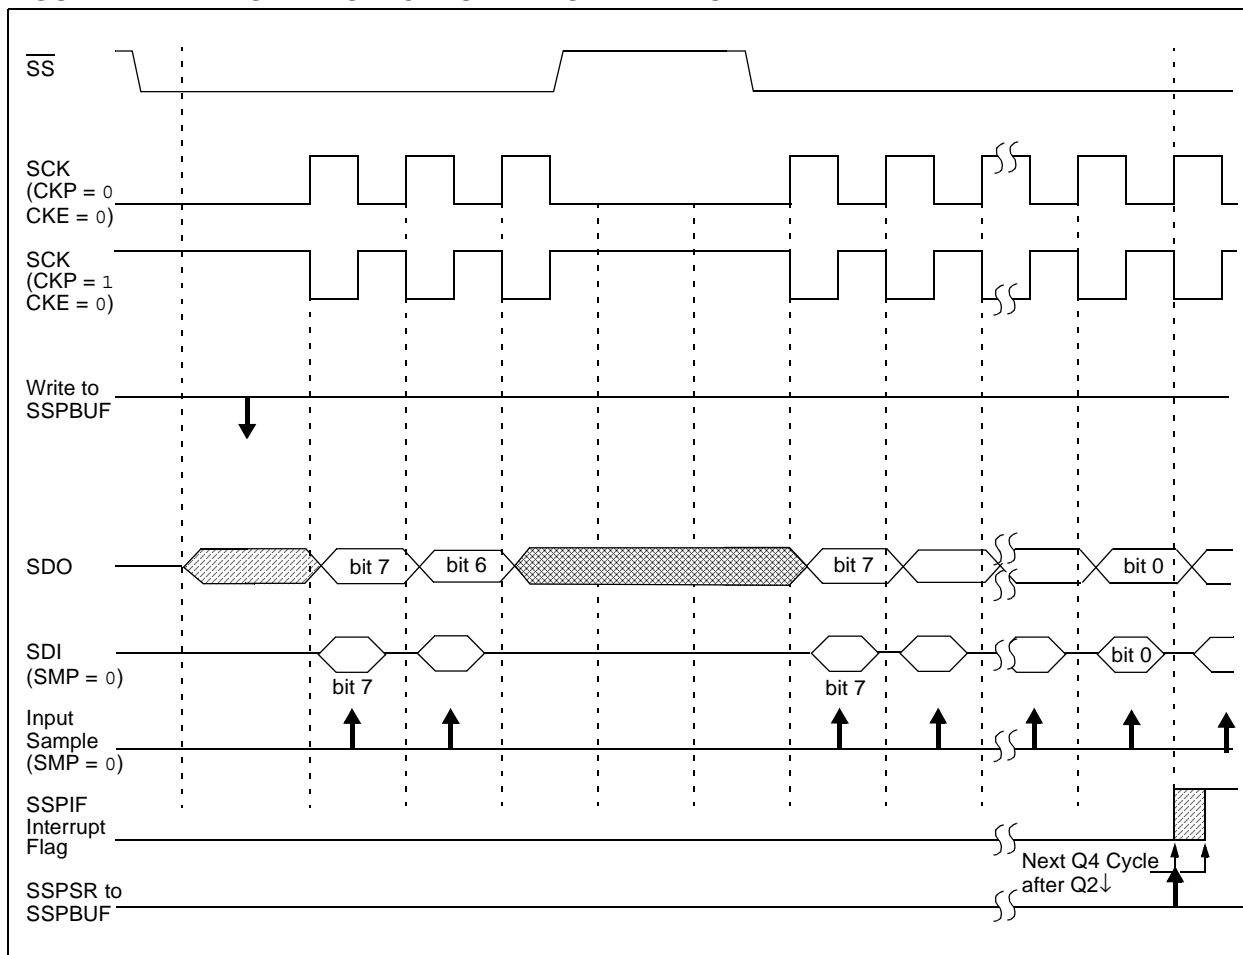 SS
SCK
(CKP = 0
CKE = 0)
SCK
(CKP = 1
CKE = 0)
Write to
SSPBUF
SDO
bit 7
bit 6
bit 7
bit 0
SDI
(SMP = 0)
bit 7
bit 7
bit 0
Input
Sample
(SMP = 0)
SSPIF
Interrupt
Flag
Next Q4 Cycle
after Q2↓
SSPSR to
SSPBUF